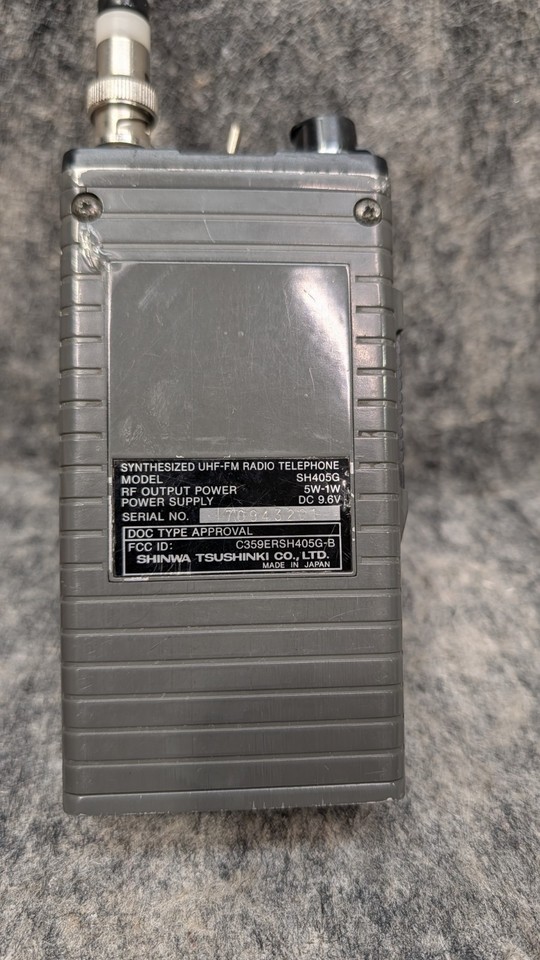 SYNTHESIZED UHF-FM RADIO TELEPHONE
MODEL SH405G
RF OUTPUT POWER 5W-1W
POWER SUPPLY DC 9.6V
SERIAL NO.
DOC TYPE APPROVAL
FCC ID: C359ERSH405G-B
SHINWA TSUSHINKI CO., LTD.
MADE IN JAPAN